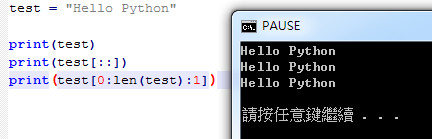 test = "Hello Python"
print(test)
print(test[::])
print(test[0:len(test):1])
C:\. PAUSE
Hello Python
Hello Python
Hello Python
請按任意鍵繼續 . . .